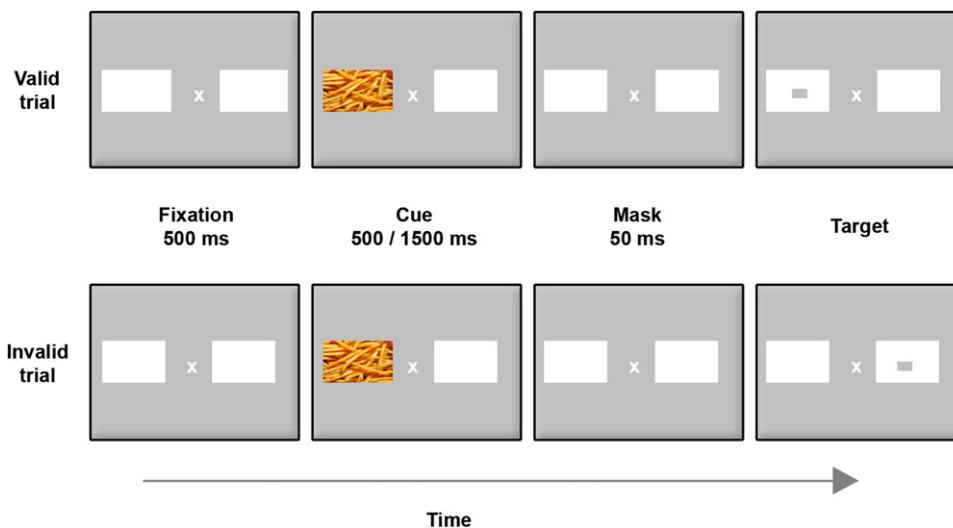 Valid
trial
x
x
x
x
Fixation
500 ms
Cue
500 / 1500 ms
Mask
50 ms
Target
Invalid
trial
x
x
x
x
Time